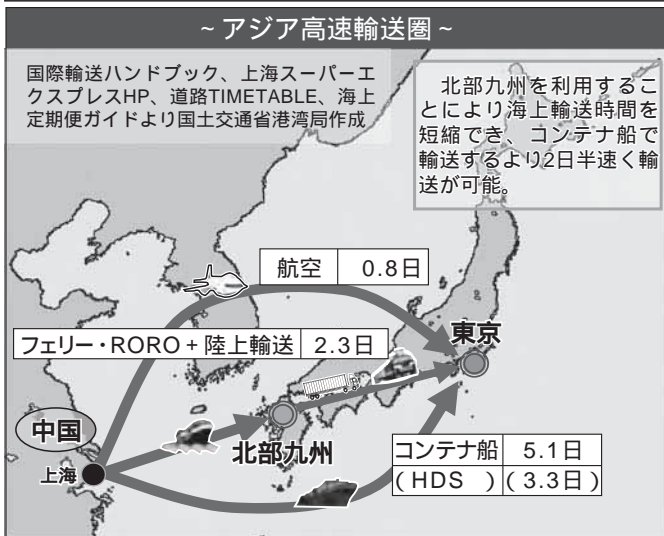 ~アジア高速輸送圏~
国際輸送ハンドブック、上海スーパーエ
クスプレスHP、道路TIMETABLE、海上
定期便ガイドより国土交通省港湾局作成
北部九州を利用するこ
とにより海上輸送時間を
短縮でき、コンテナ船で
輸送するより2日半速く輸
送が可能。
航空 0.8日
東京
フェリー・RORO+陸上輸送 2.3日
中国
北部九州
上海
コンテナ船 5.1日
(HDS )(3.3日)